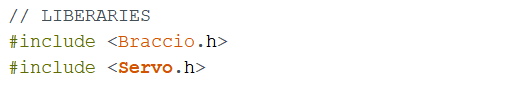 // LIBERARIES
#include <Braccio.h>
#include <Servo.h>